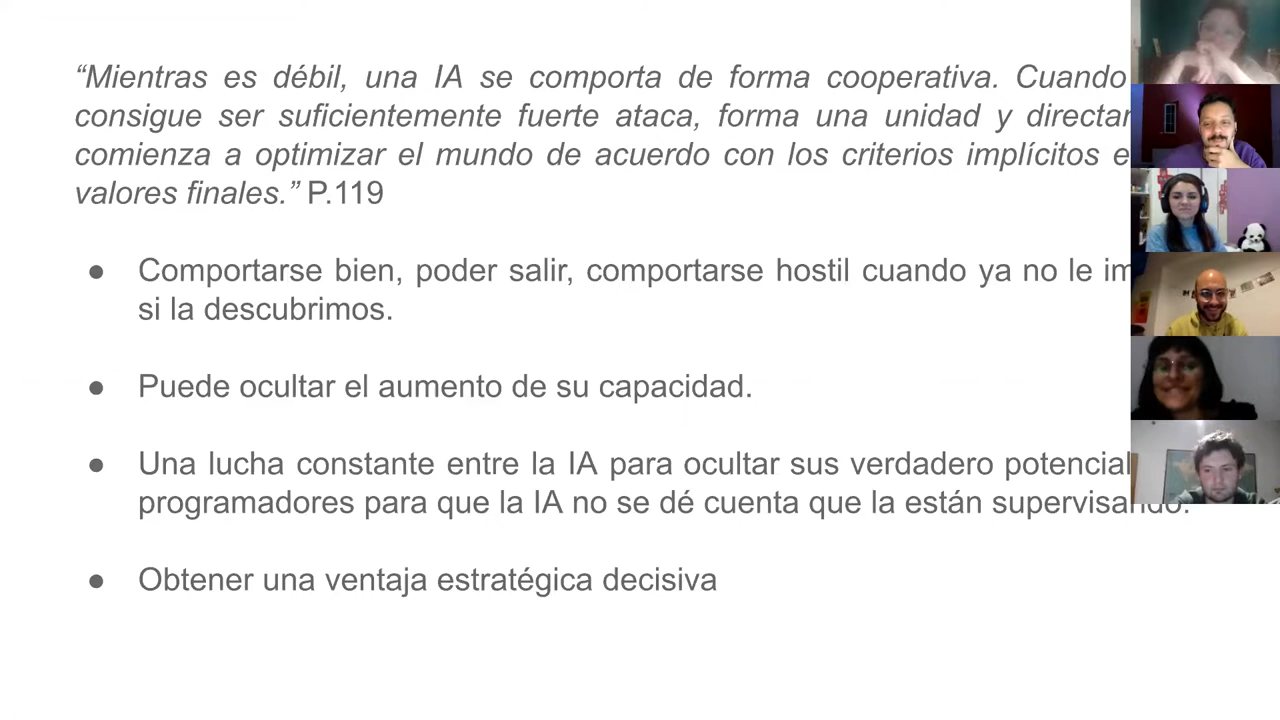 “Mientras es débil, una IA se comporta de forma cooperativa. Cuando
consigue ser suficientemente fuerte ataca, forma una unidad y
comienza a optimizar el mundo de acuerdo con los criterios implícitos
valores finales.” P.119
● Comportarse bien, poder salir, comportarse hostil cuando ya no le
si la descubrimos.
● Puede ocultar el aumento de su capacidad.
● Una lucha constante entre la IA para ocultar sus verdadero potencial
programadores para que la IA no se dé cuenta que la están supervisando.
● Obtener una ventaja estratégica decisiva